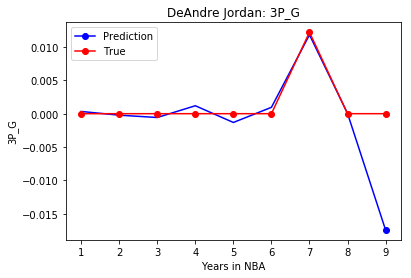 DeAndre Jordan: 3P_G
Prediction
True
0.010
0.005
0.000
−0.005
−0.010
−0.015
3P_G
1 2 3 4 5 6 7 8 9
Years in NBA